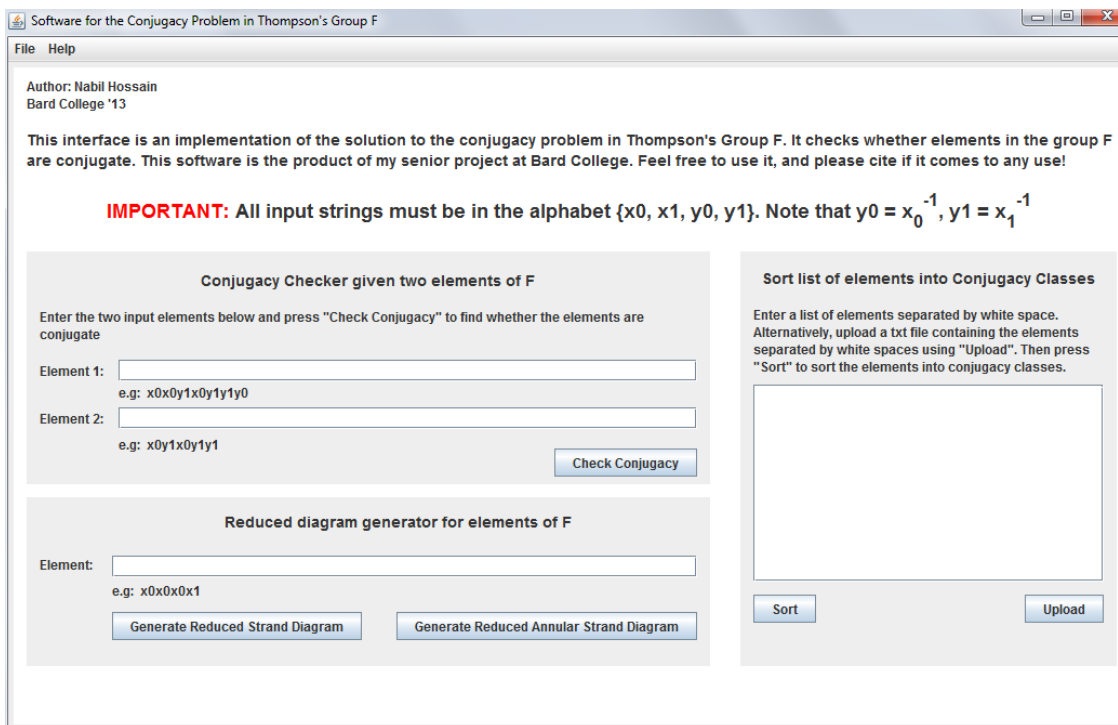 Software for the Conjugacy Problem in Thompson's Group F
File Help
Author: Nabil Hossain
Bard College '13
This interface is an implementation of the solution to the conjugacy problem in Thompson's Group F. It checks whether elements in the group F
are conjugate. This software is the product of my senior project at Bard College. Feel free to use it, and please cite if it comes to any use!
IMPORTANT: All input strings must be in the alphabet {x0, x1, y0, y1}. Note that y0 = x₀⁻¹, y1 = x₁⁻¹
Conjugacy Checker given two elements of F
Enter the two input elements below and press "Check Conjugacy" to find whether the elements are
conjugate
Element 1:
e.g: x0x0y1x0y1y1y0
Element 2:
e.g: x0y1x0y1y1
Check Conjugacy
Reduced diagram generator for elements of F
Element:
e.g: x0x0x0x1
Generate Reduced Strand Diagram
Generate Reduced Annular Strand Diagram
Sort list of elements into Conjugacy Classes
Enter a list of elements separated by white space.
Alternatively, upload a txt file containing the elements
separated by white spaces using "Upload". Then press
"Sort" to sort the elements into conjugacy classes.
Sort
Upload